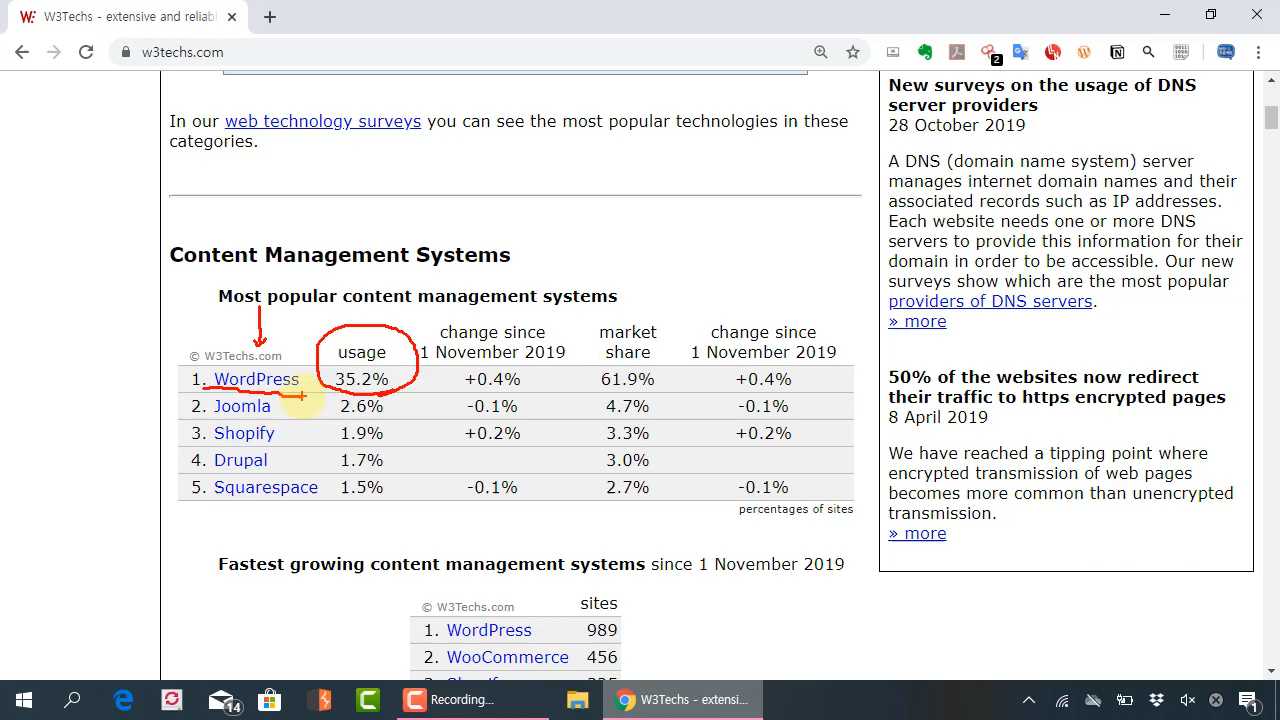 W3Techs - extensive and reliabl
w3techs.com
2
In our web technology surveys you can see the most popular technologies in these
categories.
Content Management Systems
Most popular content management systems
© W3Techs.com usage change since 1 November 2019 market share change since 1 November 2019
1. WordPress 35.2% +0.4% 61.9% +0.4%
2. Joomla 2.6% -0.1% 4.7% -0.1%
3. Shopify 1.9% +0.2% 3.3% +0.2%
4. Drupal 1.7% 3.0%
5. Squarespace 1.5% -0.1% 2.7% -0.1%
percentages of sites
Fastest growing content management systems since 1 November 2019
© W3Techs.com sites
1. WordPress 989
2. WooCommerce 456
New surveys on the usage of DNS
server providers
28 October 2019
A DNS (domain name system) server
manages internet domain names and their
associated records such as IP addresses.
Each website needs one or more DNS
servers to provide this information for their
domain in order to be accessible. Our new
surveys show which are the most popular
providers of DNS servers.
» more
50% of the websites now redirect
their traffic to https encrypted pages
8 April 2019
We have reached a tipping point where
encrypted transmission of web pages
becomes more common than unencrypted
transmission.
» more
14
Recording...
W3Techs - extensi...
1